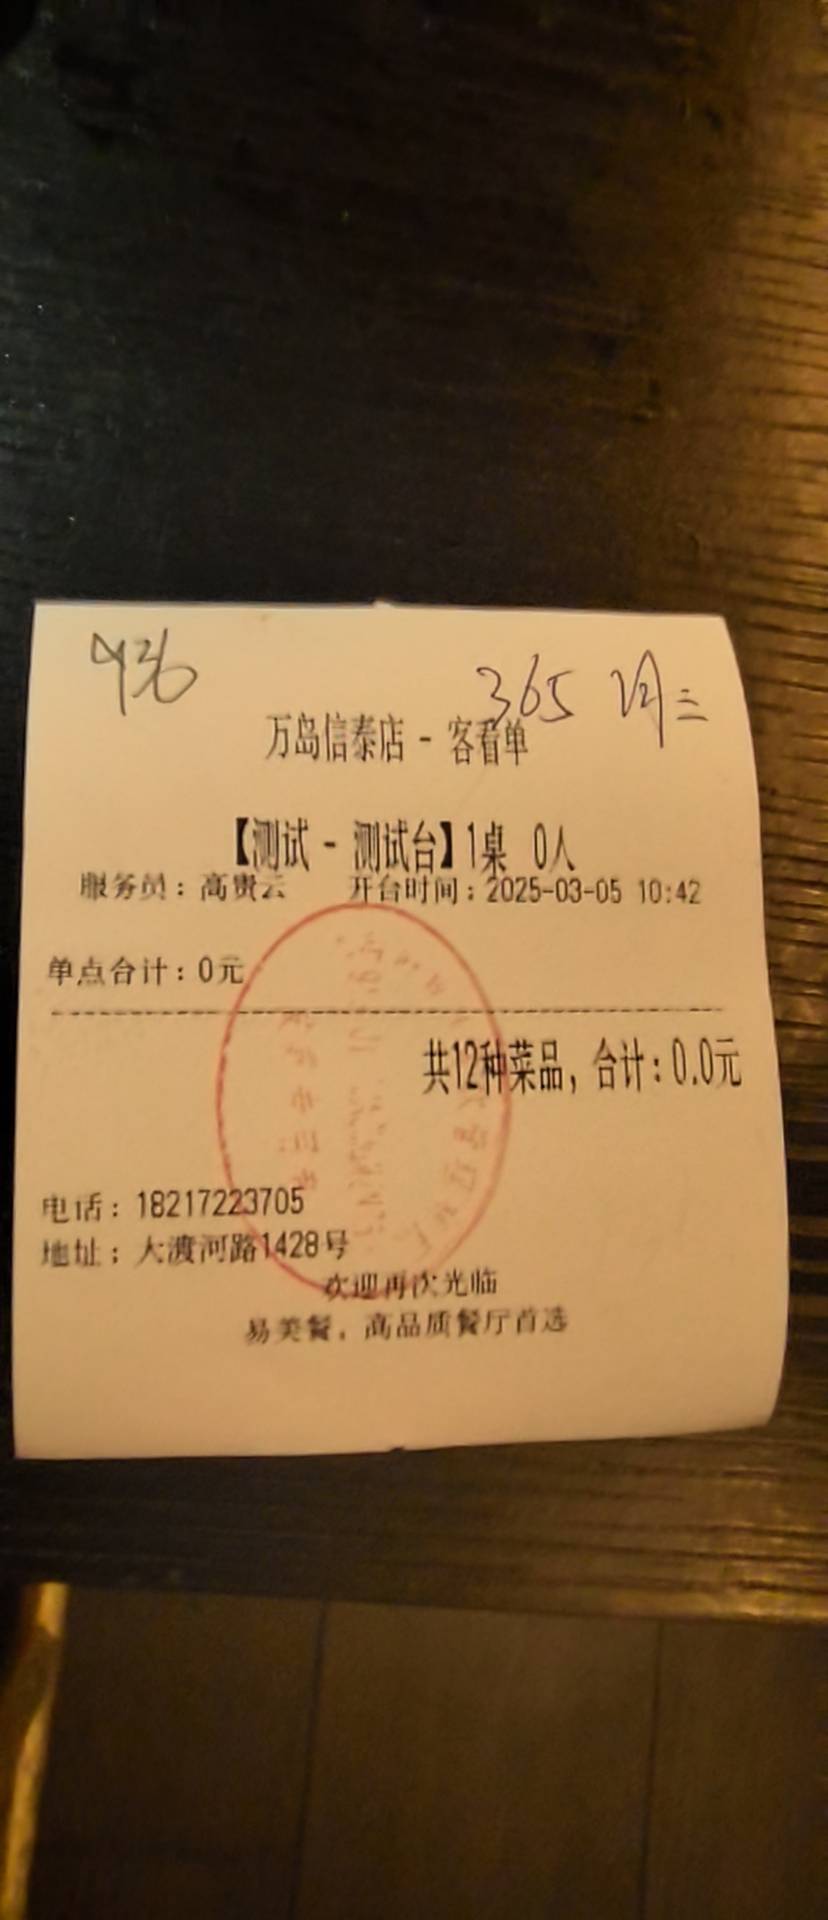 936
365 周三
万岛信泰店 - 客看单
【测试 - 测试台】1桌 0人
服务员：高贵云 开台时间：2025-03-05 10:42
单点合计：0元
共12种菜品，合计：0.0元
电话：18217223705
地址：大渡河路1428号
欢迎再次光临
易美餐，高品质餐厅首选